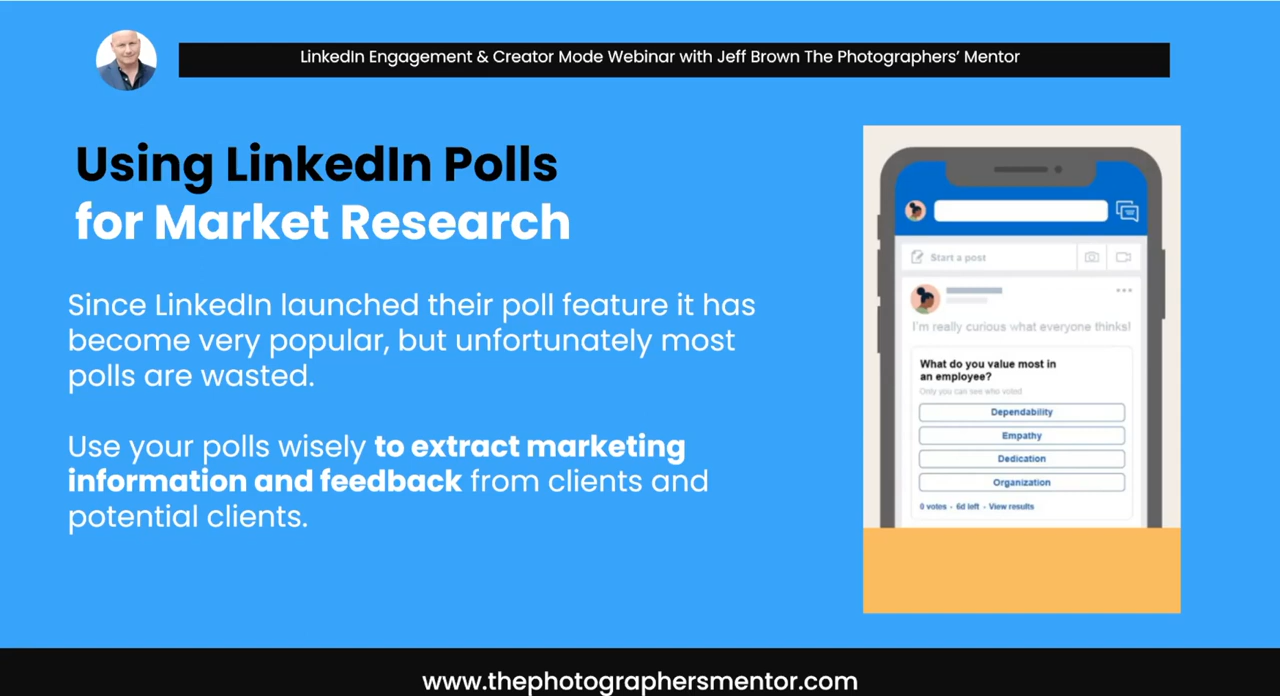 LinkedIn Engagement & Creator Mode Webinar with Jeff Brown The Photographers’ Mentor
Using LinkedIn Polls
for Market Research
Since LinkedIn launched their poll feature it has
become very popular, but unfortunately most
polls are wasted.
Use your polls wisely to extract marketing
information and feedback from clients and
potential clients.
Start a post
I'm really curious what everyone thinks!
What do you value most in
an employee?
Only you can see who voted
Dependability
Empathy
Dedication
Organization
0 votes - 6d left - View results
www.thephotographersmentor.com